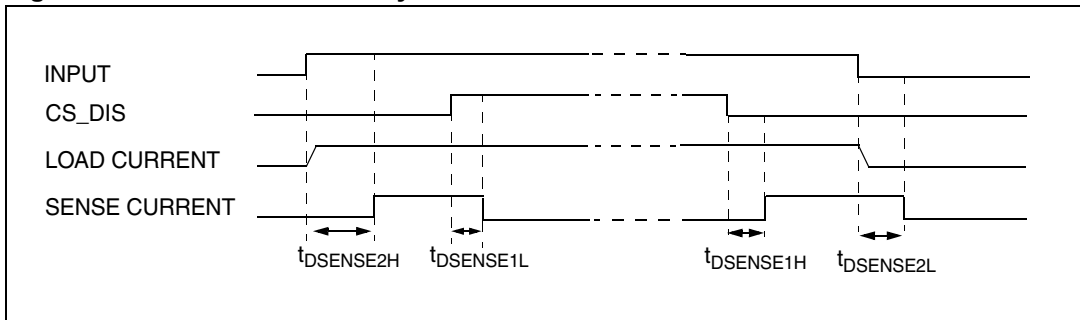 INPUT
CS_DIS
LOAD CURRENT
SENSE CURRENT
tDSENSE2H tDSENSE1L tDSENSE1H tDSENSE2L